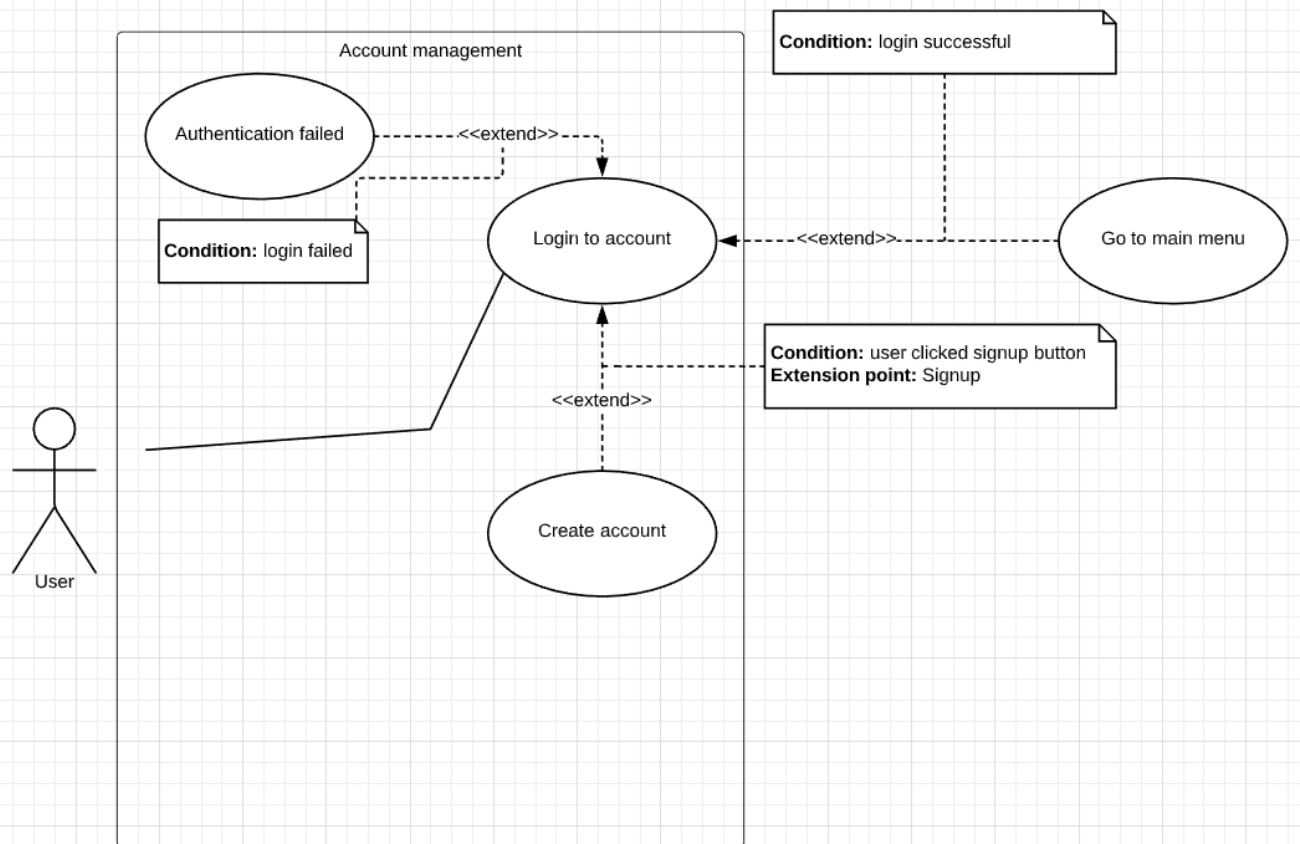 Account management
Condition: login successful
Authentication failed
<<extend>>
Condition: login failed
Login to account
<<extend>>
Go to main menu
Condition: user clicked signup button
Extension point: Signup
<<extend>>
Create account
User